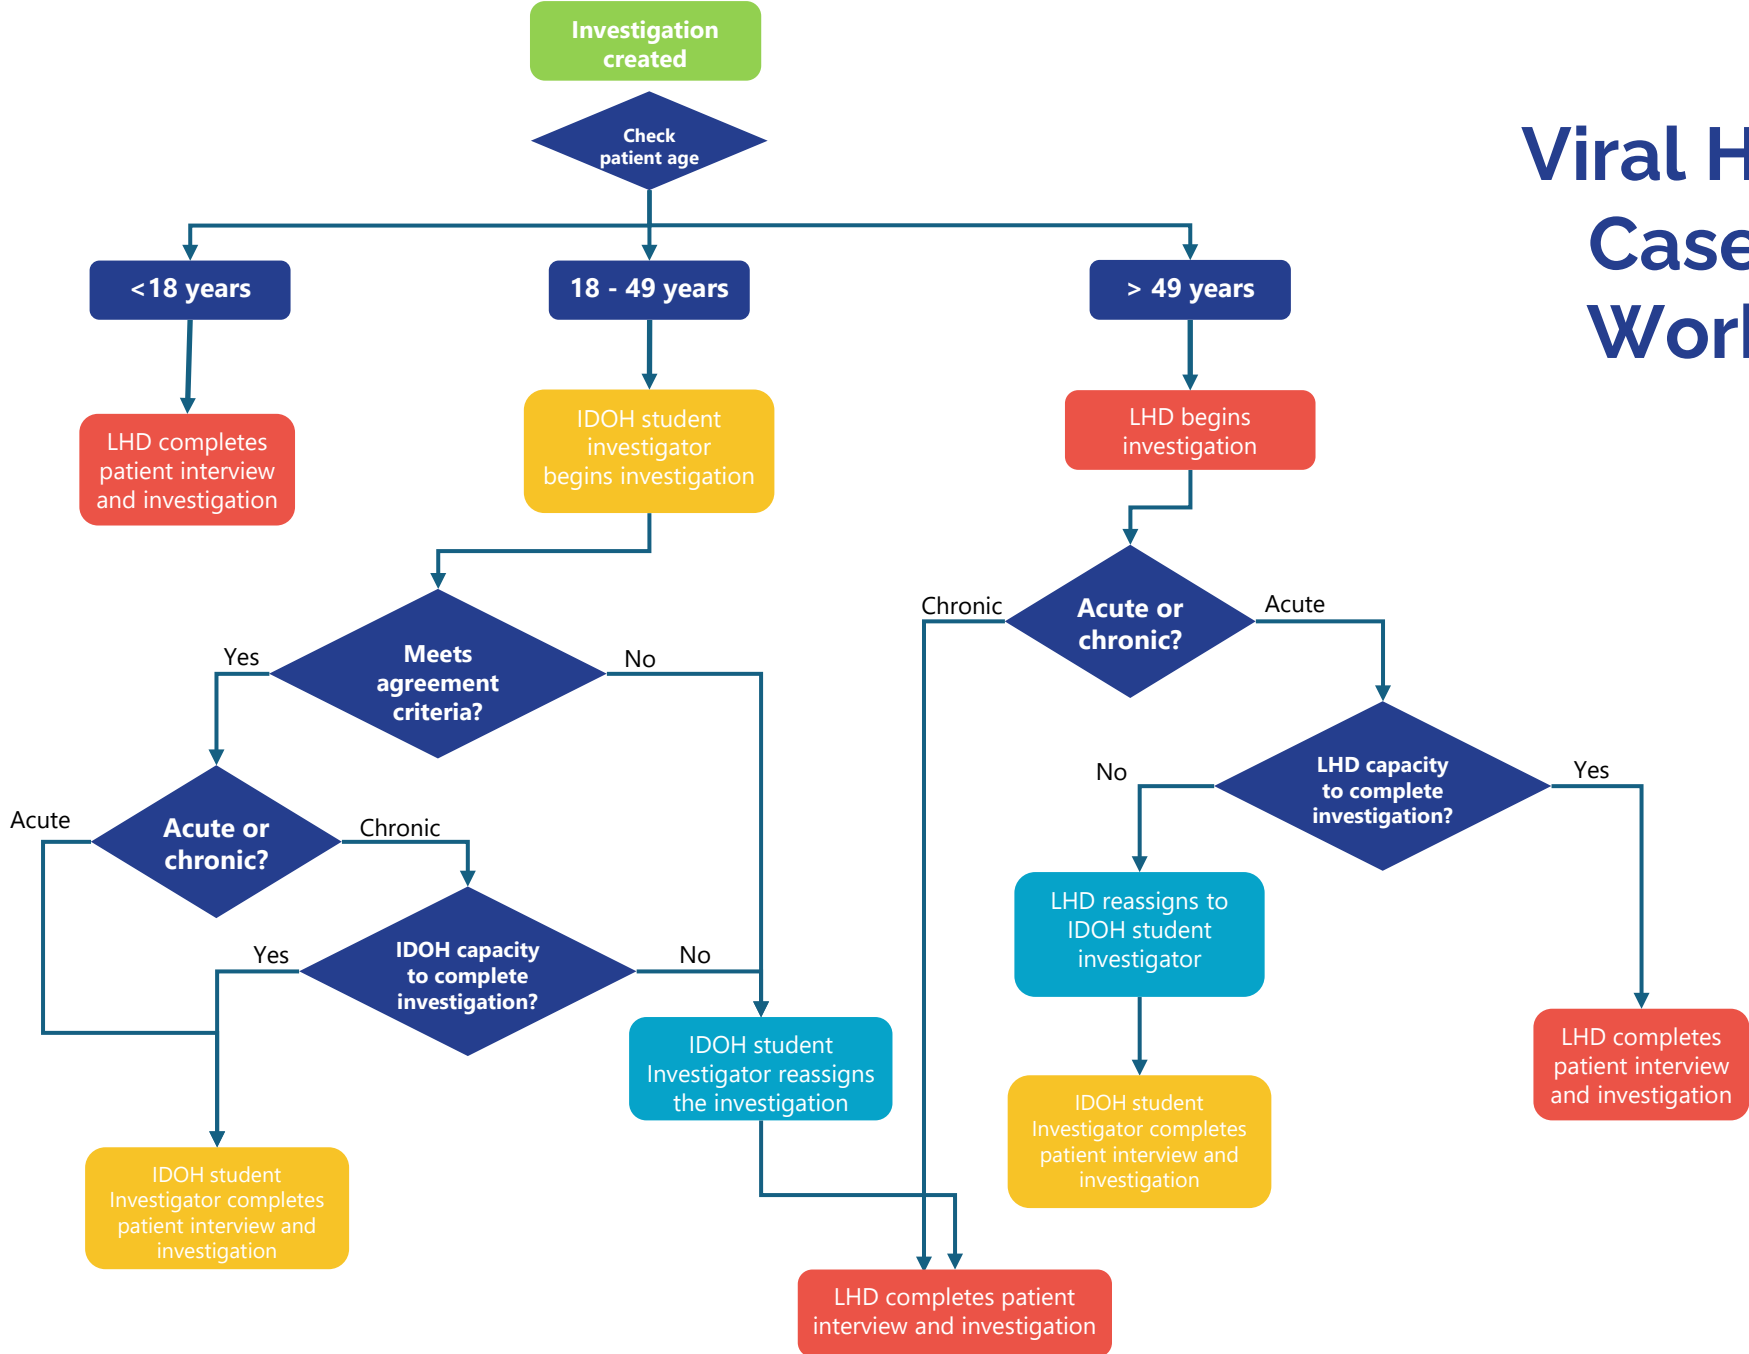 Investigation
created
Check
patient age
Viral H
Case
Work
<18 years
18 - 49 years
> 49 years
LHD completes
patient interview
and investigation
IDOH student
investigator
begins investigation
LHD begins
investigation
Meets
agreement
criteria?
Yes
No
Acute or
chronic?
Chronic
Acute
Acute or
chronic?
Acute
Chronic
LHD capacity
to complete
investigation?
No
Yes
IDOH capacity
to complete
investigation?
Yes
No
LHD reassigns to
IDOH student
investigator
IDOH student
Investigator reassigns
the investigation
LHD completes
patient interview
and investigation
IDOH student
Investigator completes
patient interview and
investigation
IDOH student
Investigator completes
patient interview and
investigation
LHD completes patient
interview and investigation